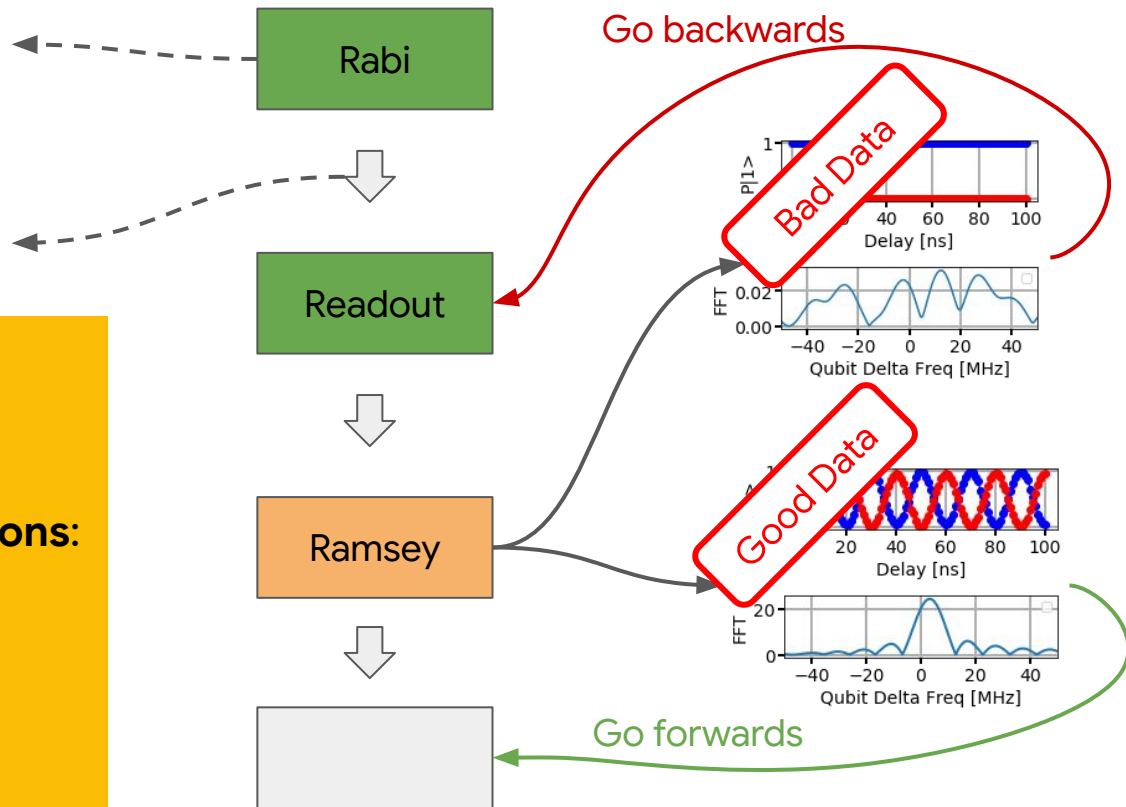 Go backwards
Rabi
Bad Data
1
P|1>
40 60 80 100
Delay [ns]
Readout
FFT
0.02
0.00
−40 −20 0 20 40
Qubit Delta Freq [MHz]
Good Data
ons:
Ramsey
20 40 60 80 100
Delay [ns]
FFT
20
0
−40 −20 0 20 40
Qubit Delta Freq [MHz]
Go forwards